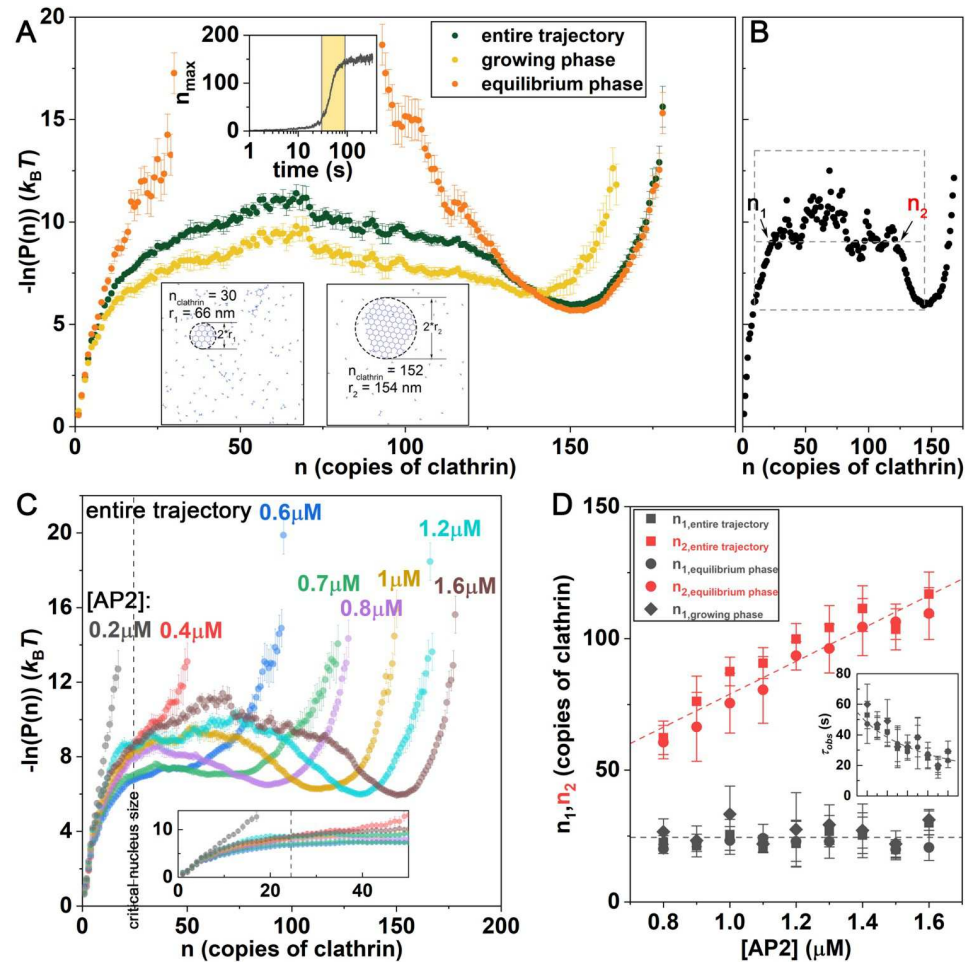 A
20
15
10
5
0
-ln(P(n)) (k_BT)
0 50 100 150
n (copies of clathrin)
200
100
0
n_max
1 10 100
time (s)
entire trajectory
growing phase
equilibrium phase
n_clathrin = 30
r_1 = 66 nm
2*r_1
n_clathrin = 152
r_2 = 154 nm
2*r_2
B
n_1
n_2
0 50 100 150
n (copies of clathrin)
C
20
16
12
8
4
0
-ln(P(n)) (k_BT)
entire trajectory
[AP2]:
0.2μM
0.4μM
0.6μM
0.7μM
0.8μM
1μM
1.2μM
1.6μM
critical nucleus size
10
0
0 20 40
0 50 100 150 200
n (copies of clathrin)
D
150
100
50
0
n_1,n_2 (copies of clathrin)
n_1,entire trajectory
n_2,entire trajectory
n_1,equilibrium phase
n_2,equilibrium phase
n_1,growing phase
80
60
40
20
0
τ_obs(s)
0.8 1.0 1.2 1.4 1.6
[AP2] (μM)